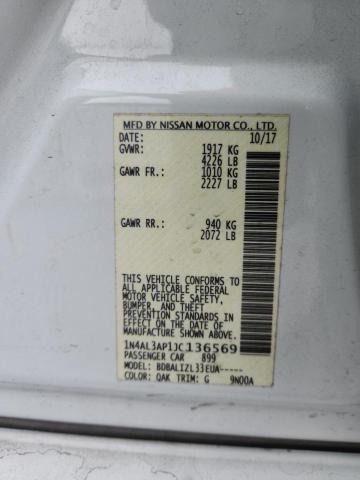 MFD BY NISSAN MOTOR CO., LTD.
DATE: 10/17
GVWR: 1917 KG
4226 LB
GAWR FR.: 1010 KG
2227 LB
GAWR RR.: 940 KG
2072 LB
THIS VEHICLE CONFORMS TO
ALL APPLICABLE FEDERAL
MOTOR VEHICLE SAFETY,
BUMPER, AND THEFT
PREVENTION STANDARDS IN
EFFECT ON THE DATE OF
MANUFACTURE SHOWN ABOVE.
1N4AL3AP1JC136569
PASSENGER CAR 899
MODEL: BDBALIZL33EUA-----
COLOR: QAK TRIM: G 9N00A